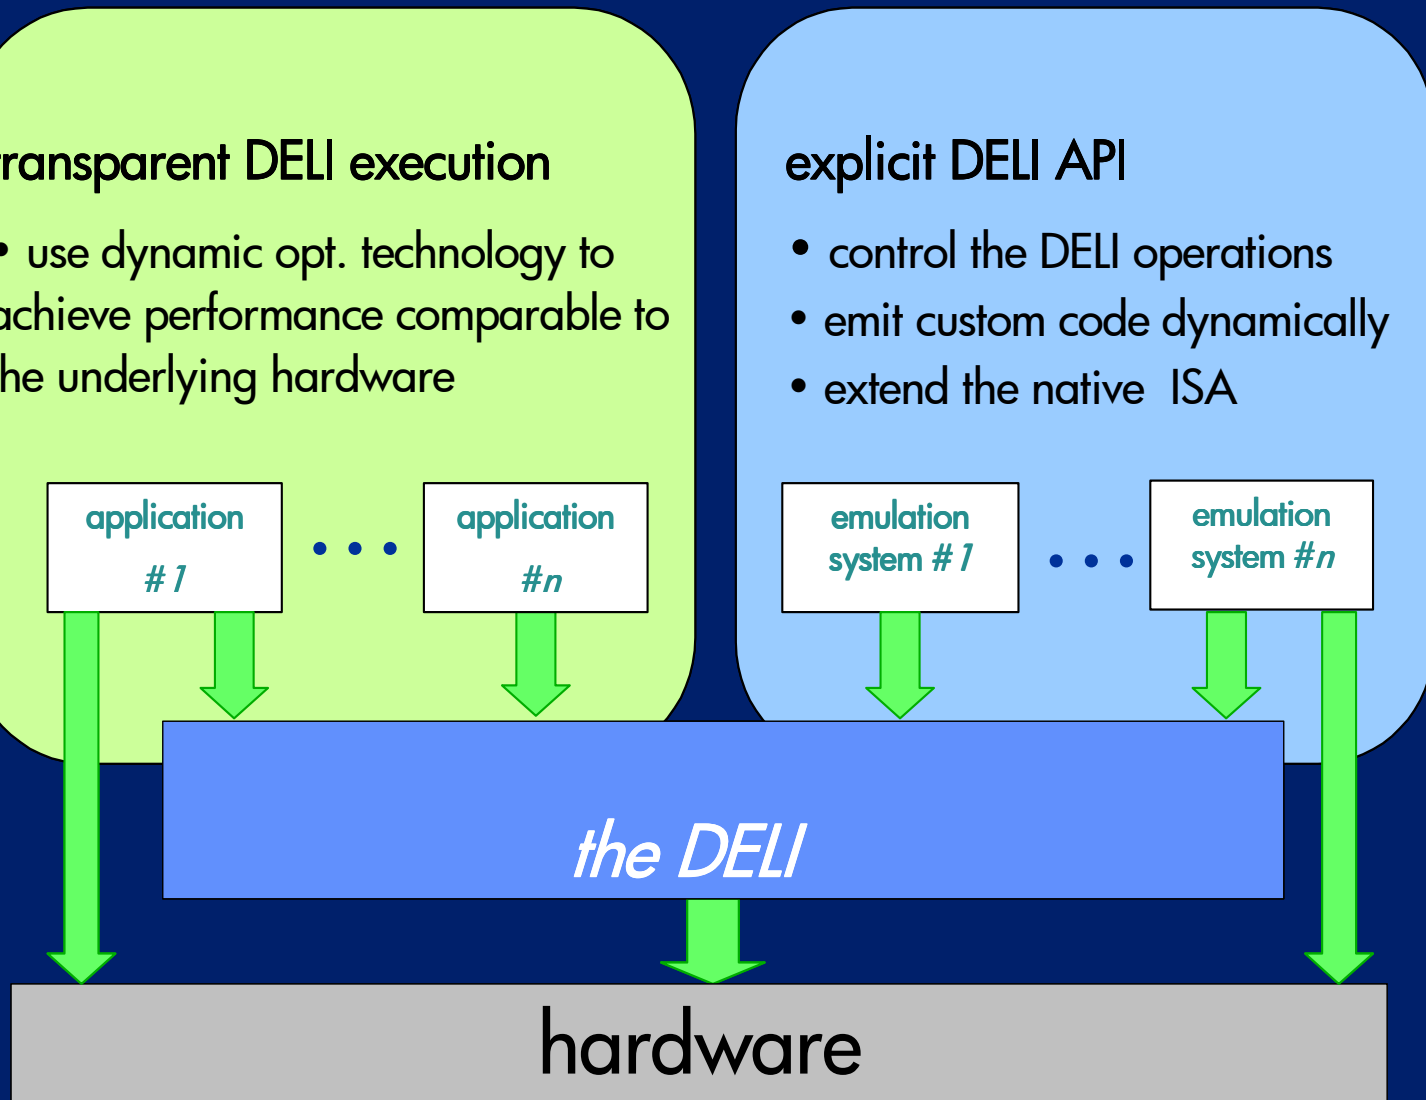 transparent DELI execution
• use dynamic opt. technology to
achieve performance comparable to
the underlying hardware
explicit DELI API
• control the DELI operations
• emit custom code dynamically
• extend the native ISA
application
#1
• • •
application
#n
emulation
system #1
• • •
emulation
system #n
the DELI
hardware